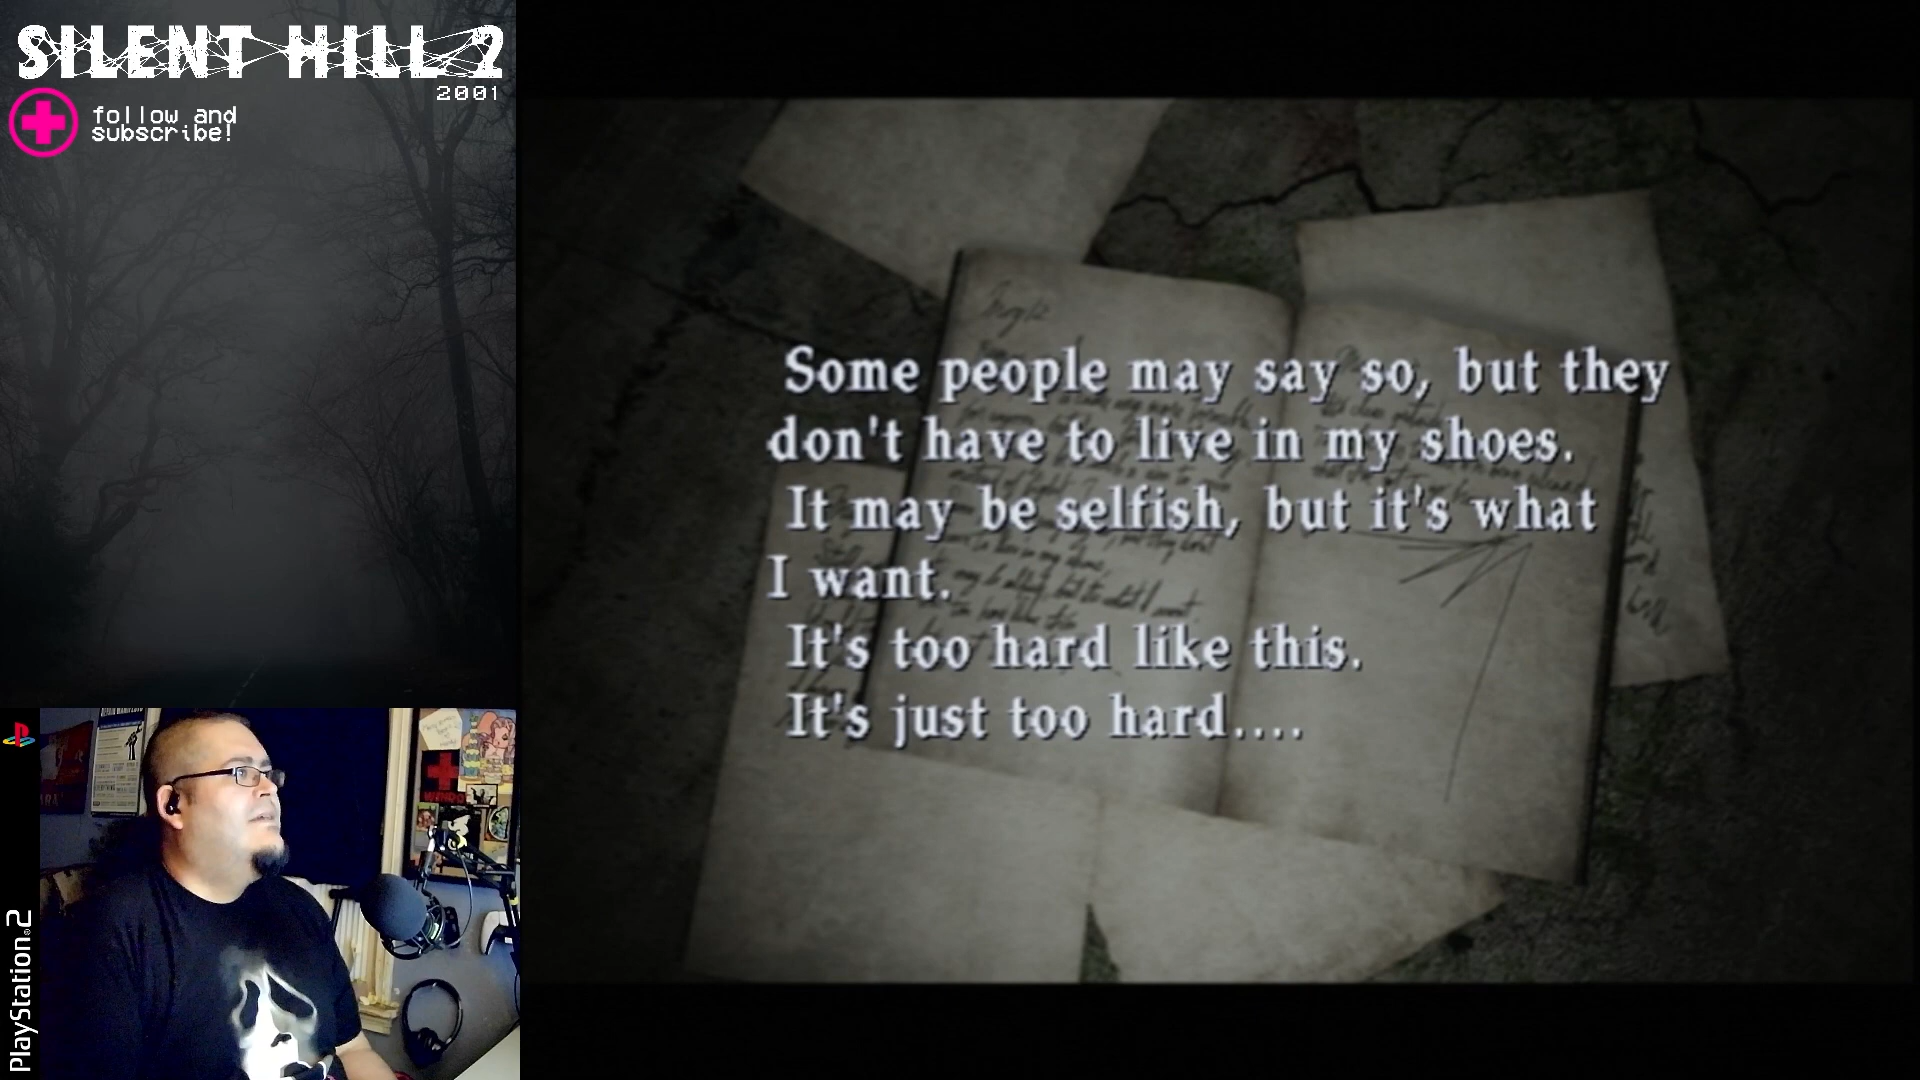 SILENT HILL 2
2001
follow and
subscribe!
Some people may say so, but they
don't have to live in my shoes.
It may be selfish, but it's what
I want.
It's too hard like this.
It's just too hard....
PlayStation®2